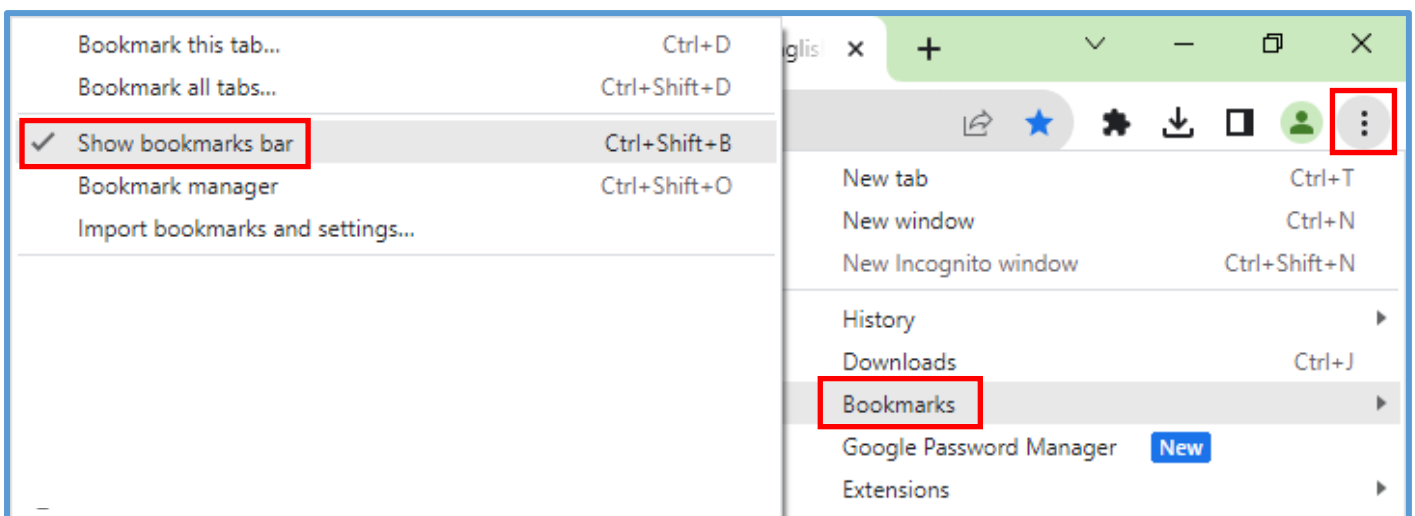 Bookmark this tab... Ctrl+D
Bookmark all tabs... Ctrl+Shift+D
Show bookmarks bar Ctrl+Shift+B
Bookmark manager Ctrl+Shift+O
Import bookmarks and settings...
glis
New tab Ctrl+T
New window Ctrl+N
New Incognito window Ctrl+Shift+N
History
Downloads Ctrl+J
Bookmarks
Google Password Manager New
Extensions